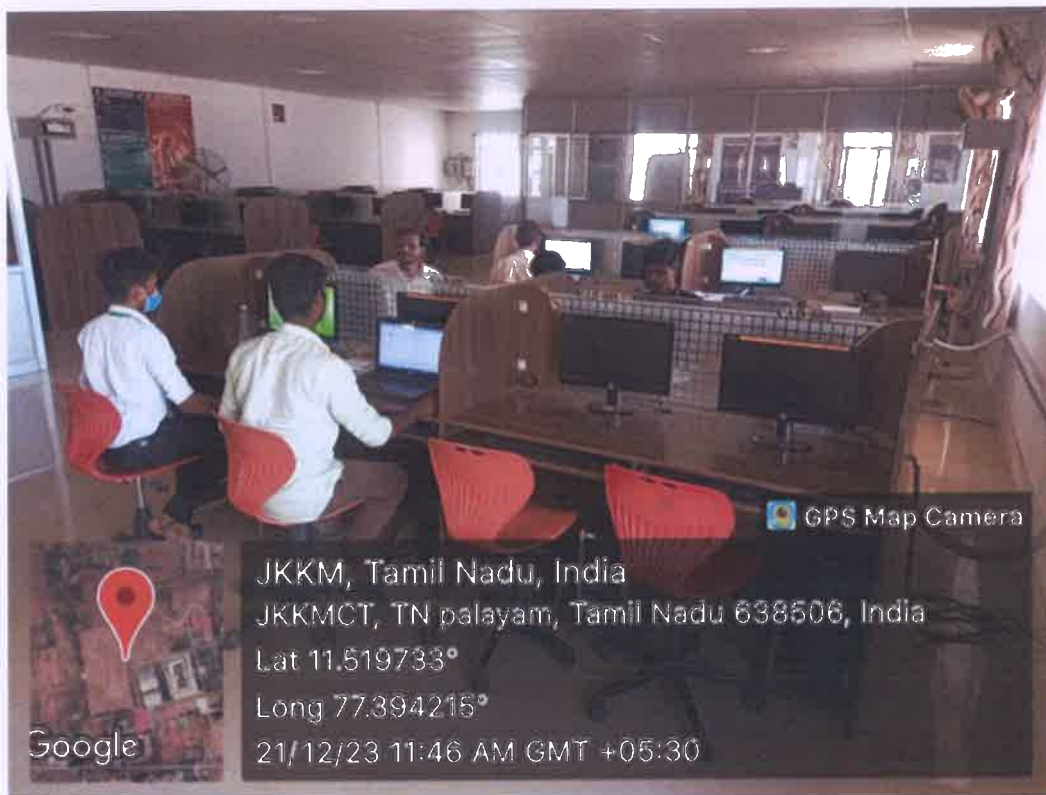 GPS Map Camera
JKKM, Tamil Nadu, India
JKKMCT, TN palayam, Tamil Nadu 638506, India
Lat 11.519733°
Long 77.394215°
21/12/23 11:46 AM GMT +05:30
Google